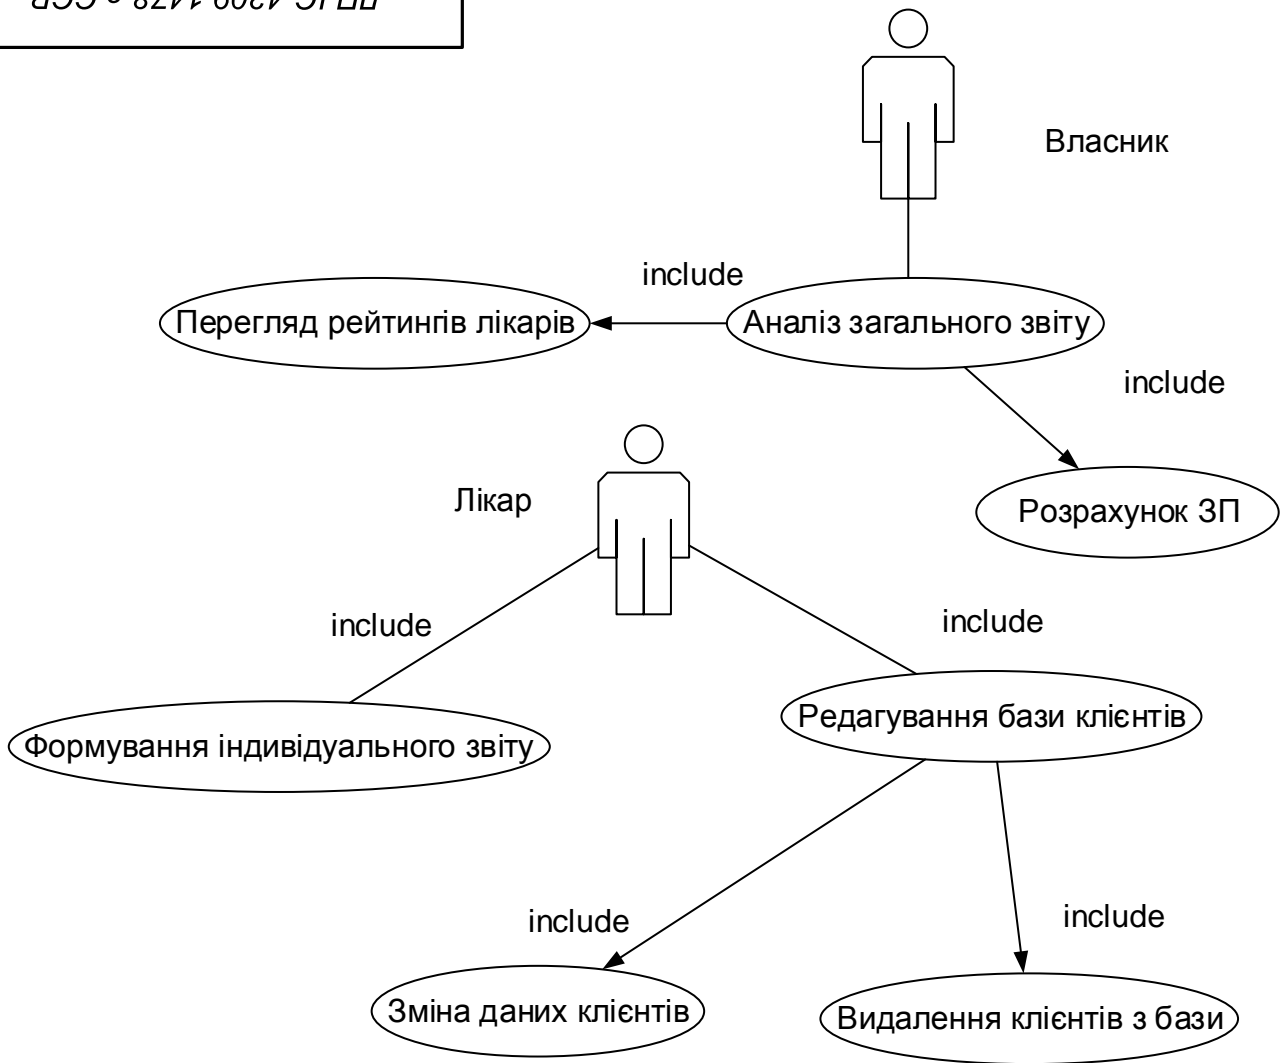 Власник
include
Перегляд рейтингів лікарів
Аналіз загального звіту
include
Лікар
Розрахунок ЗП
include
include
Формування індивідуального звіту
Редагування бази клієнтів
include
include
Зміна даних клієнтів
Видалення клієнтів з бази